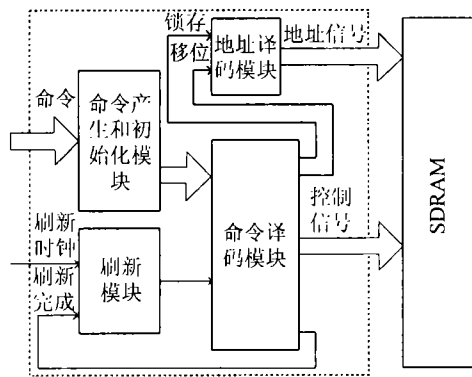 锁存
移位
地址译
码模块
地址信号
命令
命令产
生和初
始化模
块
控制
信号
SDRAM
命令译
码模块
刷新
时钟
刷新
完成
刷新
模块